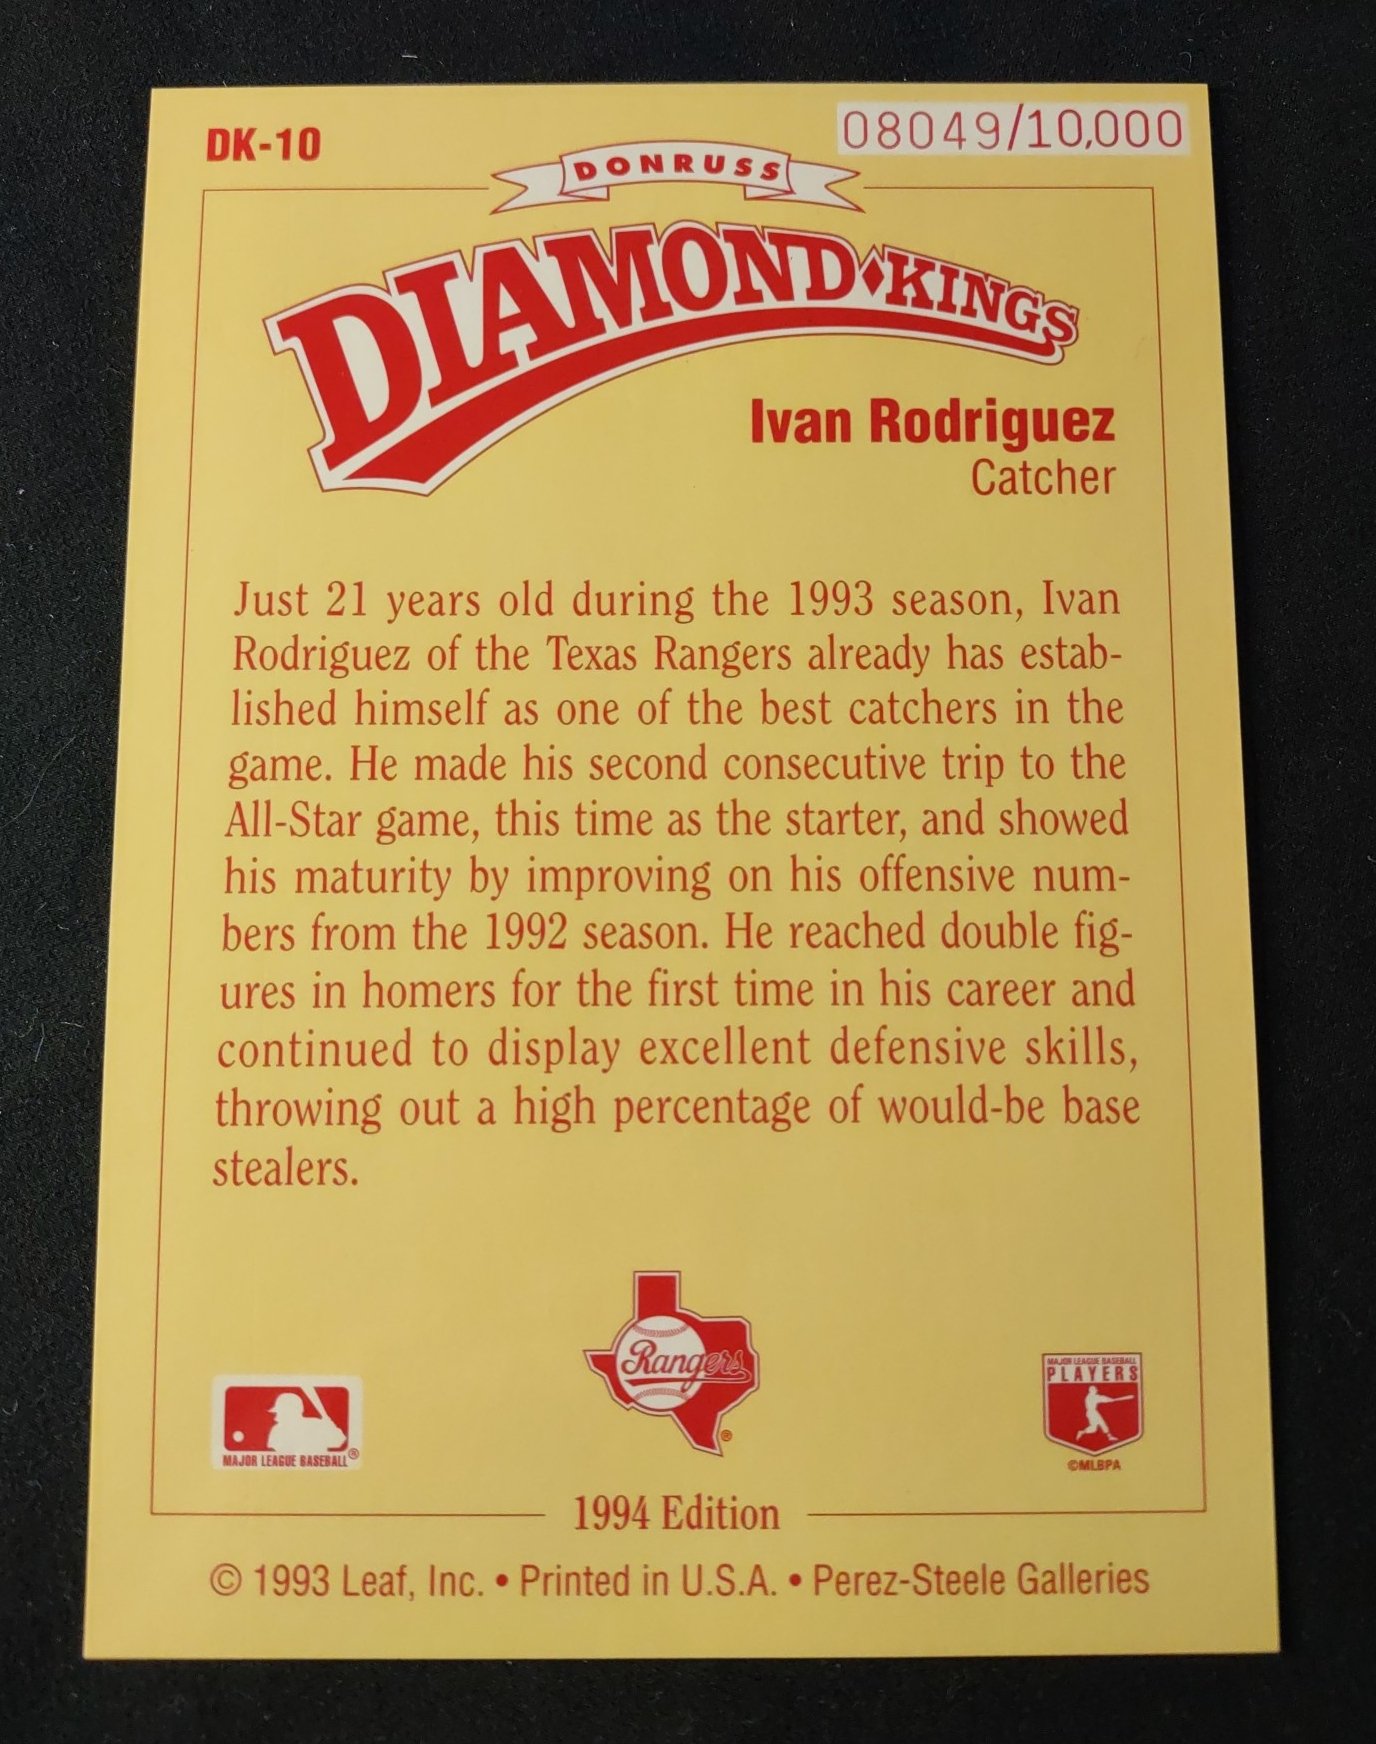 DK-10
08049/10,000
DONRUSS
DIAMOND♦KINGS
Ivan Rodriguez
Catcher
Just 21 years old during the 1993 season, Ivan
Rodriguez of the Texas Rangers already has estab-
lished himself as one of the best catchers in the
game. He made his second consecutive trip to the
All-Star game, this time as the starter, and showed
his maturity by improving on his offensive num-
bers from the 1992 season. He reached double fig-
ures in homers for the first time in his career and
continued to display excellent defensive skills,
throwing out a high percentage of would-be base
stealers.
Rangers
®
MAJOR LEAGUE BASEBALL®
MAJOR LEAGUE BASEBALL
PLAYERS
©MLBPA
1994 Edition
© 1993 Leaf, Inc. • Printed in U.S.A. • Perez-Steele Galleries